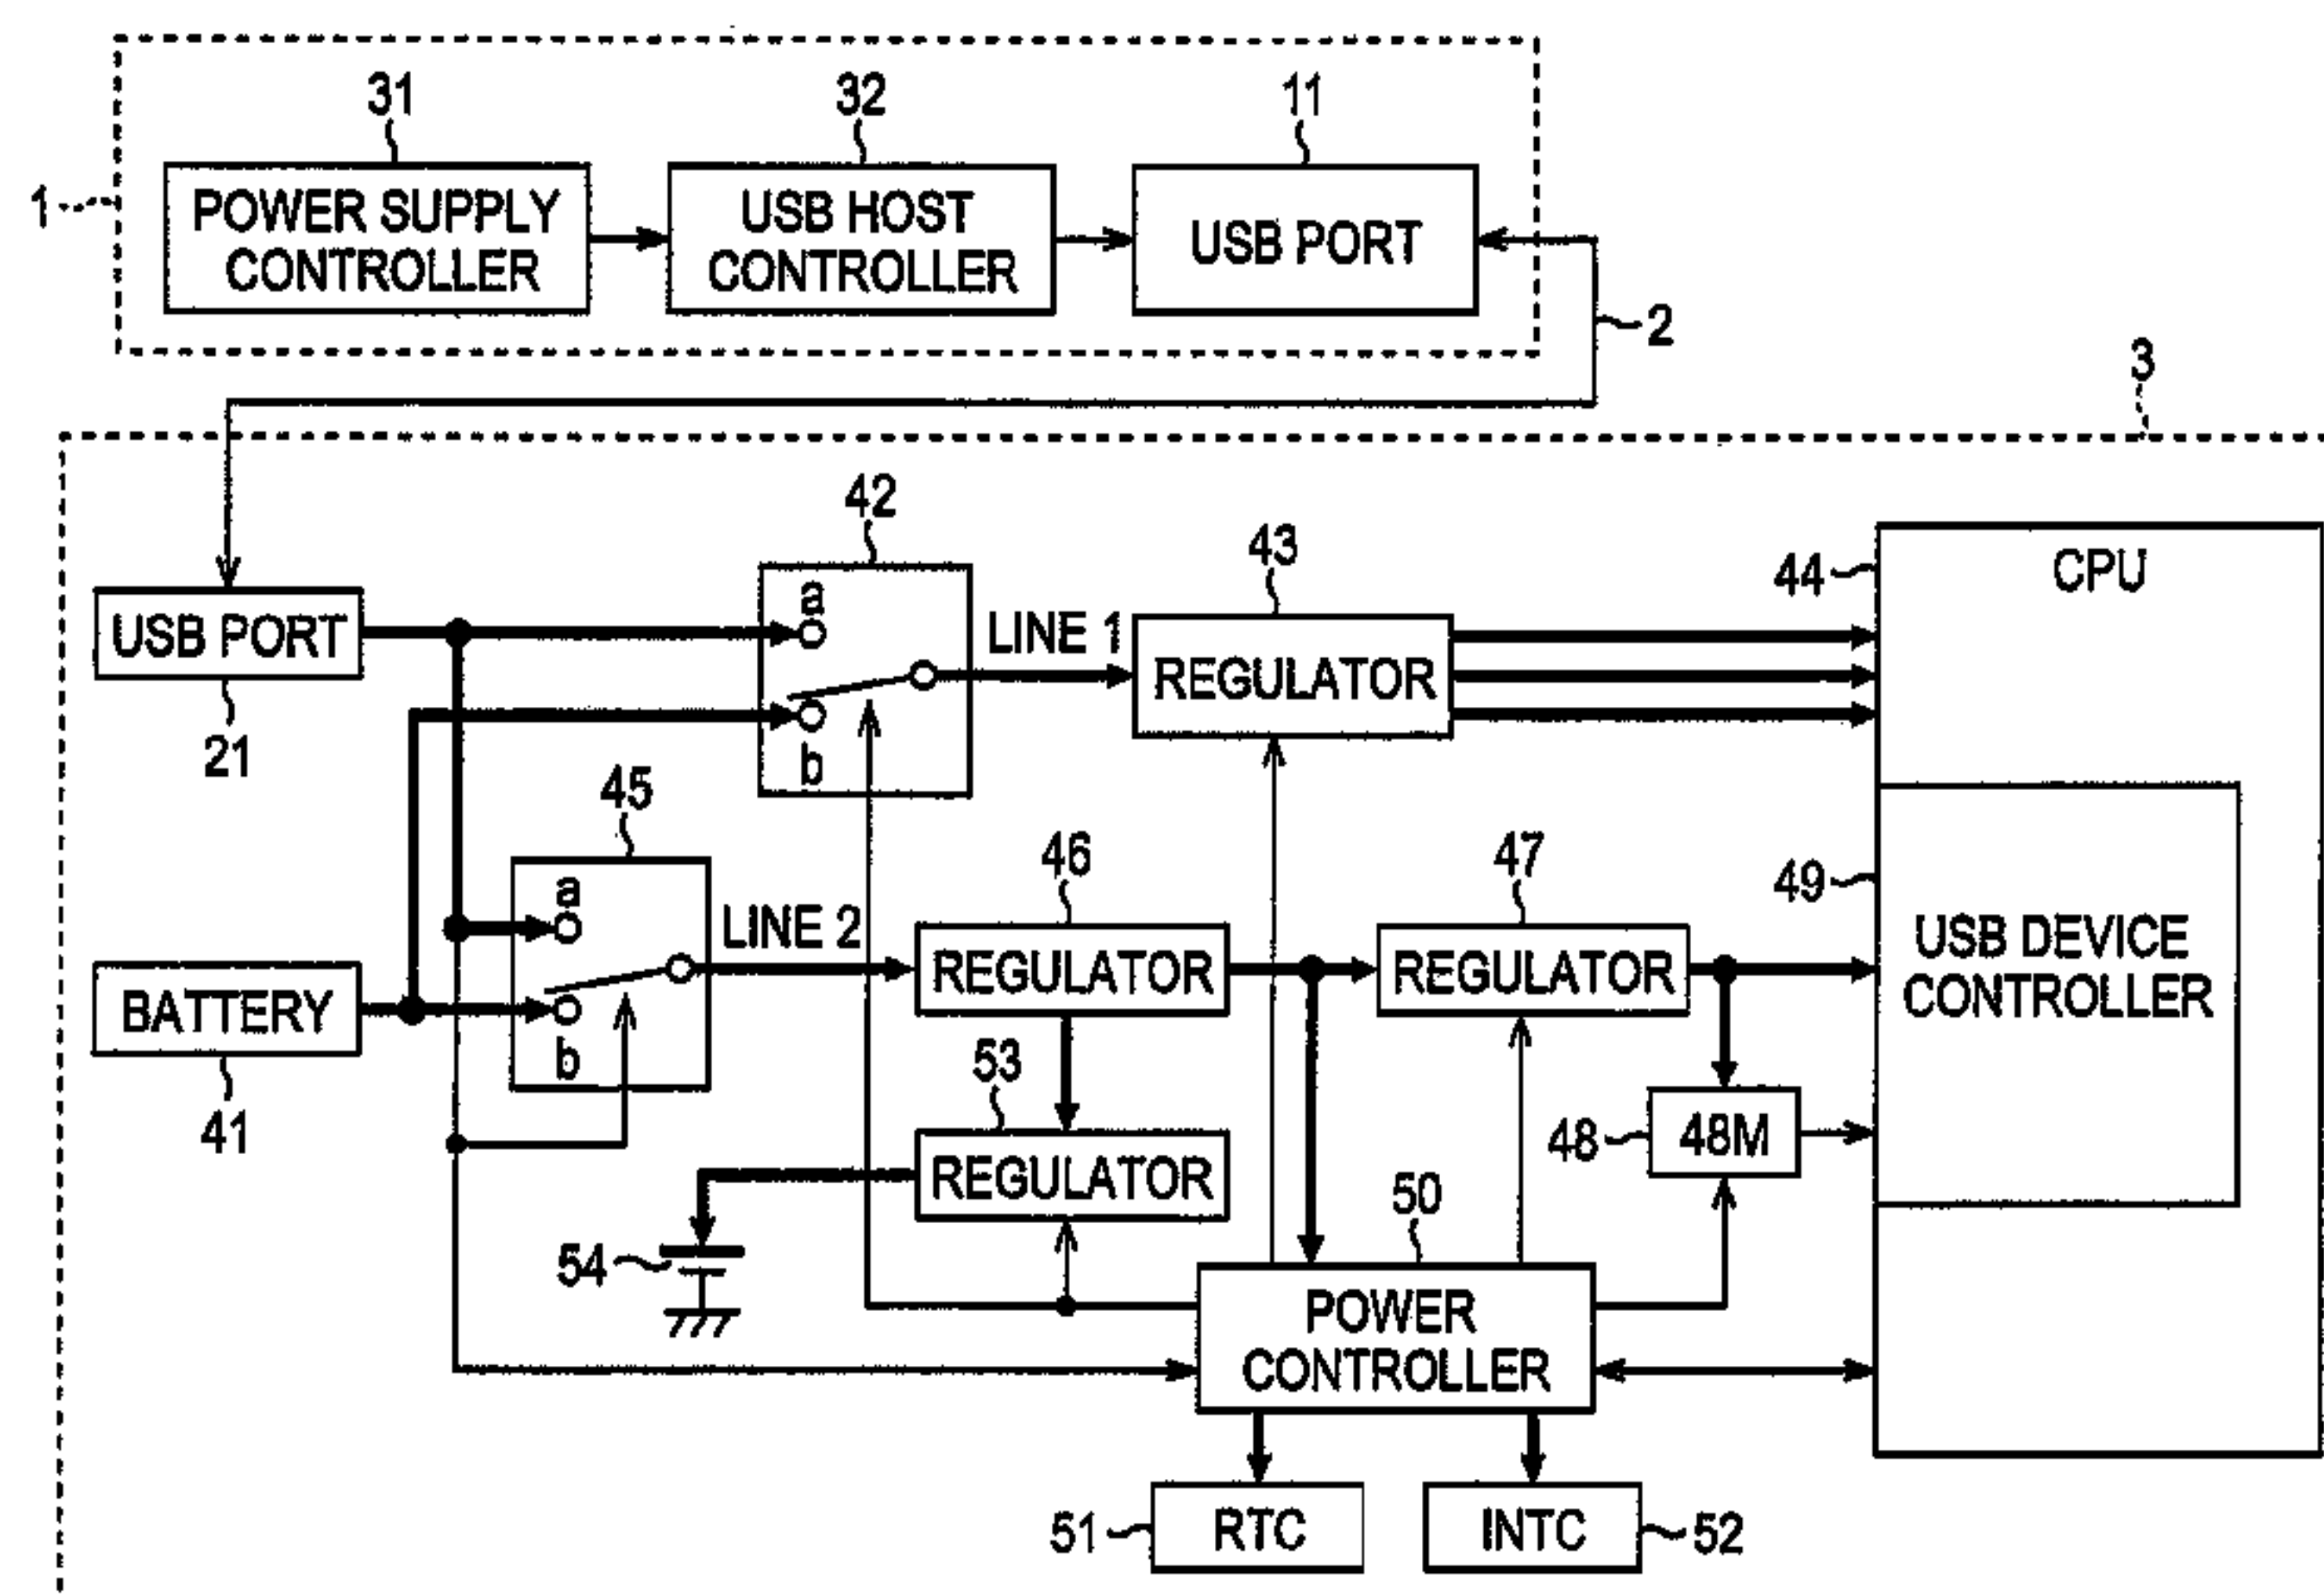 31
32
11
1
POWER SUPPLY
CONTROLLER
USB HOST
CONTROLLER
USB PORT
2
3
42
43
44
CPU
a
LINE 1
USB PORT
REGULATOR
21
b
45
46
47
49
a
LINE 2
USB DEVICE
CONTROLLER
REGULATOR
REGULATOR
BATTERY
b
53
41
48
48M
REGULATOR
50
54
POWER
CONTROLLER
51
RTC
INTC
52